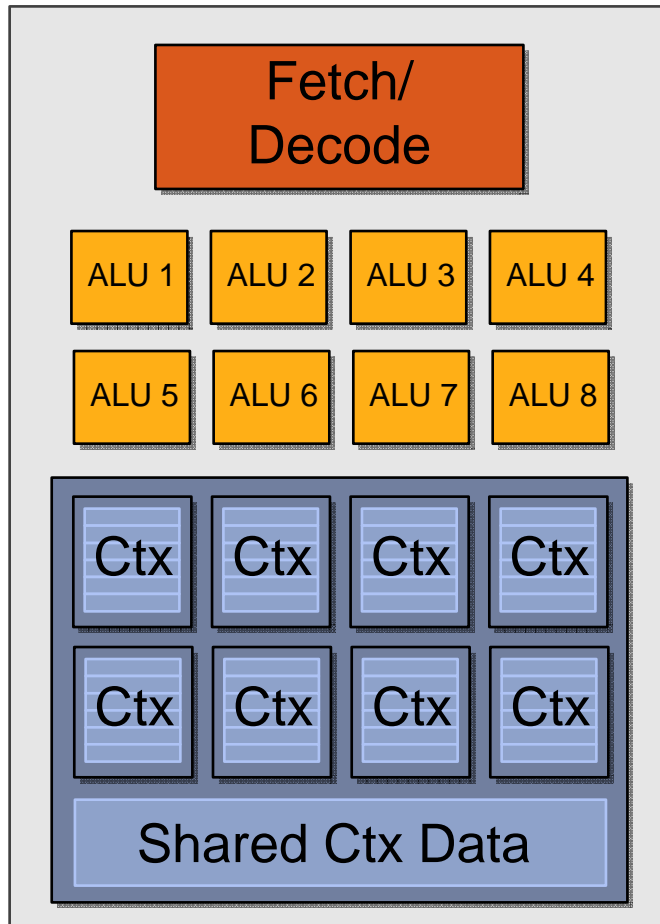 Fetch/
Decode
ALU 1 ALU 2 ALU 3 ALU 4
ALU 5 ALU 6 ALU 7 ALU 8
Ctx Ctx Ctx Ctx
Ctx Ctx Ctx Ctx
Shared Ctx Data